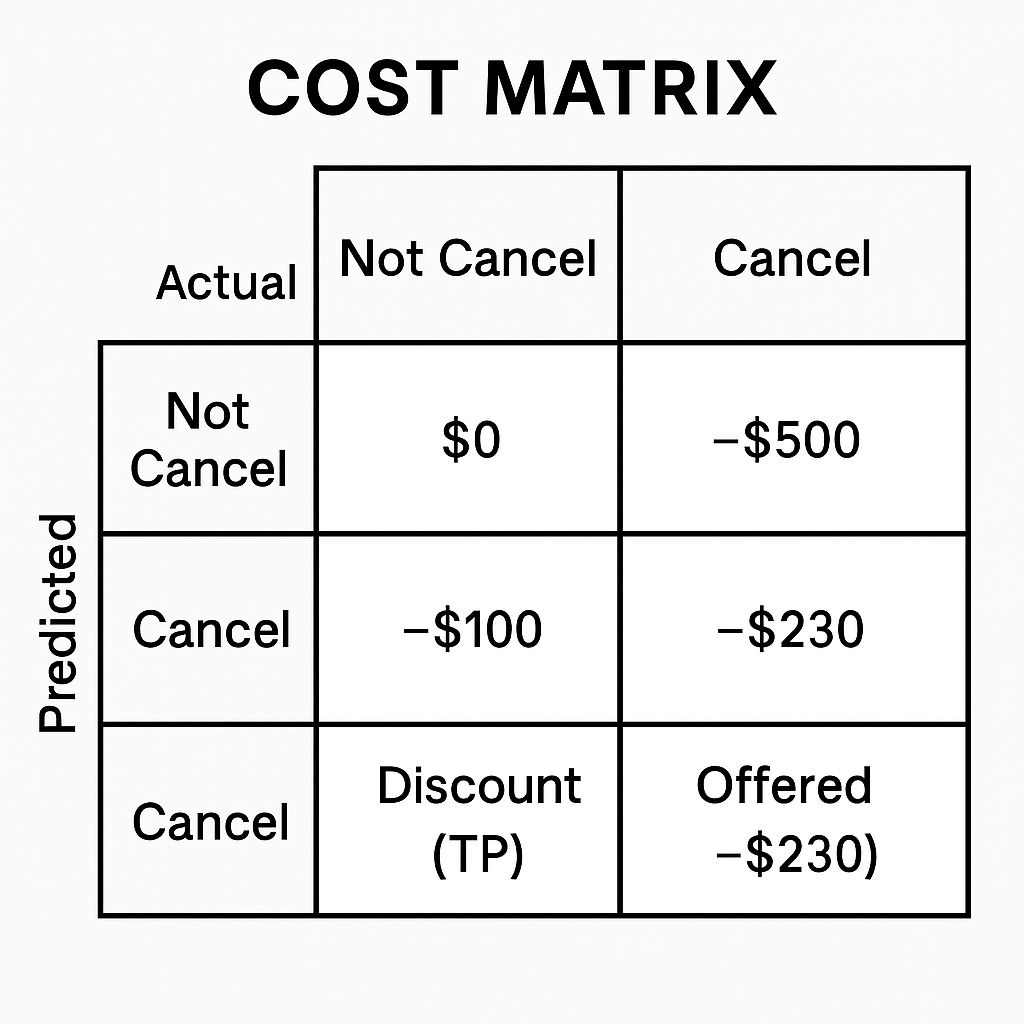 COST MATRIX
Actual
Not Cancel
Cancel
Predicted
Not
Cancel
$0
–$500
Cancel
–$100
–$230
Cancel
Discount
(TP)
Offered
–$230)